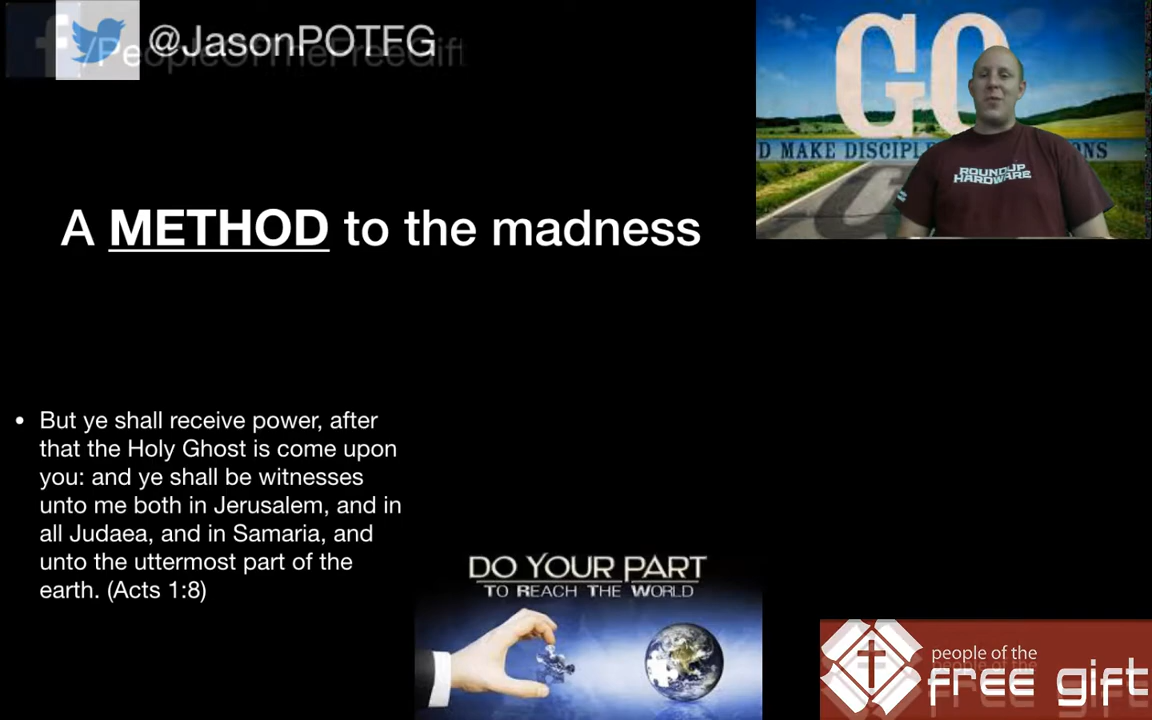 @JasonPOTFG
/PeopleOfTheFreeGift
GO
D MAKE DISCIPLE
ONS
ROUNDUP
HARDWARE
A METHOD to the madness
• But ye shall receive power, after
that the Holy Ghost is come upon
you: and ye shall be witnesses
unto me both in Jerusalem, and in
all Judaea, and in Samaria, and
unto the uttermost part of the
earth. (Acts 1:8)
DO YOUR PART
TO REACH THE WORLD
people of the
free gift